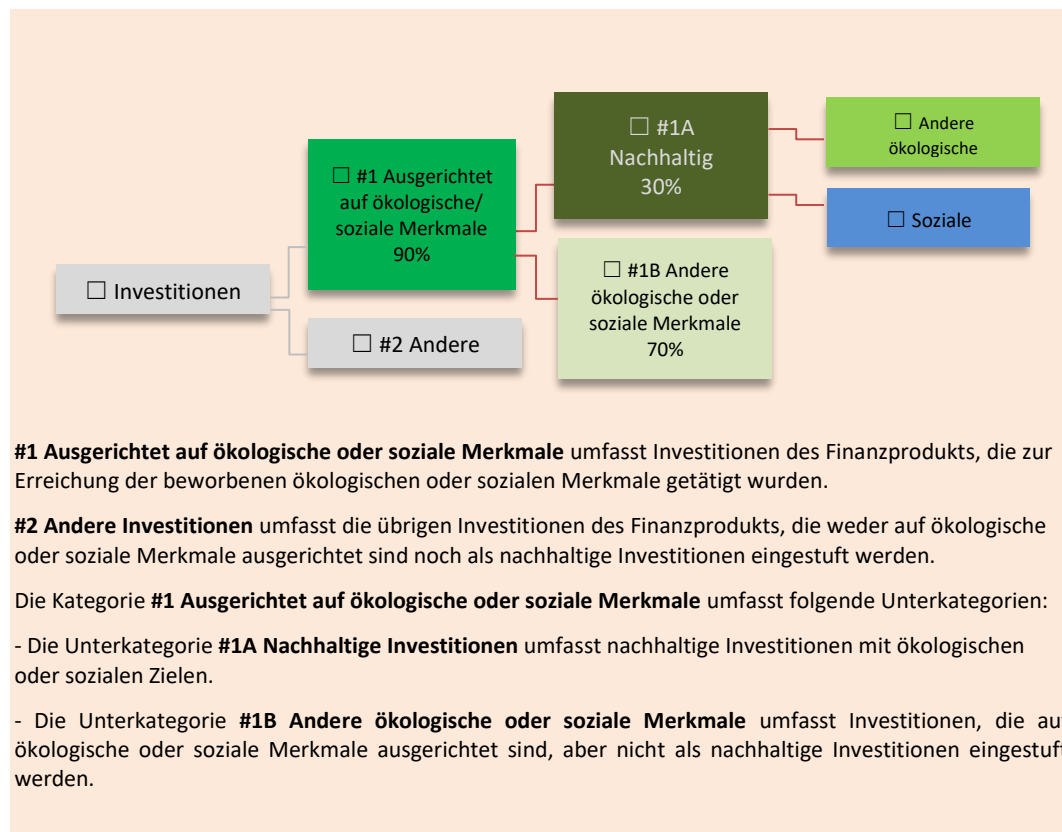 ☐ Investitionen
☐ #1 Ausgerichtet
auf ökologische/
soziale Merkmale
90%
☐ #2 Andere
☐ #1A
Nachhaltig
30%
☐ #1B Andere
ökologische oder
soziale Merkmale
70%
☐ Andere
ökologische
☐ Soziale
#1 Ausgerichtet auf ökologische oder soziale Merkmale umfasst Investitionen des Finanzprodukts, die zur
Erreichung der beworbenen ökologischen oder sozialen Merkmale getätigt wurden.
#2 Andere Investitionen umfasst die übrigen Investitionen des Finanzprodukts, die weder auf ökologische
oder soziale Merkmale ausgerichtet sind noch als nachhaltige Investitionen eingestuft werden.
Die Kategorie #1 Ausgerichtet auf ökologische oder soziale Merkmale umfasst folgende Unterkategorien:
- Die Unterkategorie #1A Nachhaltige Investitionen umfasst nachhaltige Investitionen mit ökologischen
oder sozialen Zielen.
- Die Unterkategorie #1B Andere ökologische oder soziale Merkmale umfasst Investitionen, die auf
ökologische oder soziale Merkmale ausgerichtet sind, aber nicht als nachhaltige Investitionen eingestuft
werden.